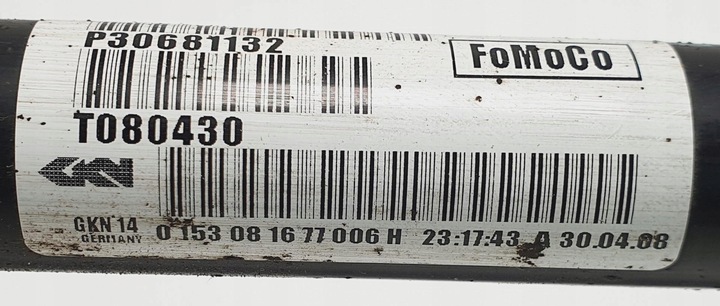 P30681132
FoMoCo
T080430
GKN
GKN 14
GERMANY
0 153 08 16 77 006 H 23:17:43 A 30.04.08